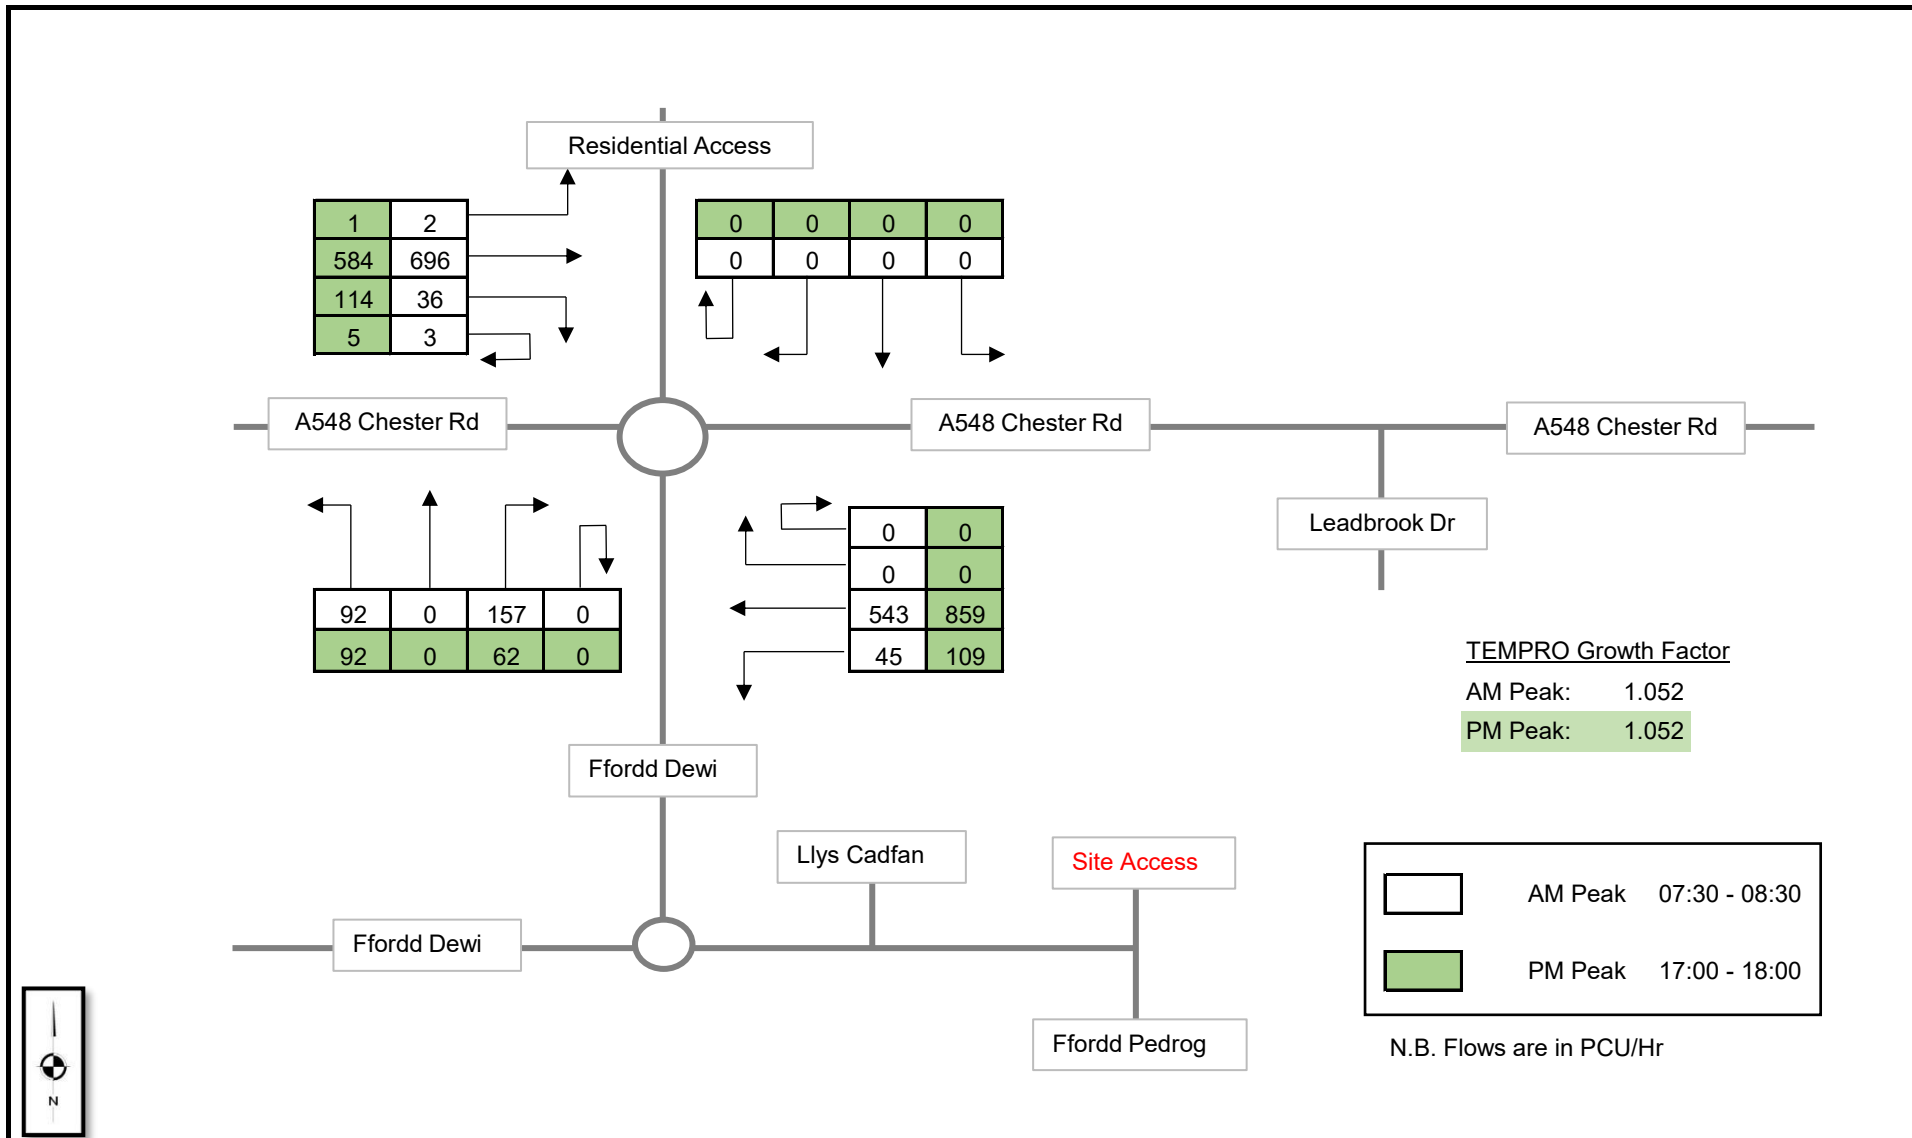 Residential Access
1 2
584 696
114 36
5 3
0 0 0 0
0 0 0 0
A548 Chester Rd
A548 Chester Rd
A548 Chester Rd
Leadbrook Dr
92 0 157 0
92 0 62 0
0 0
0 0
543 859
45 109
TEMPRO Growth Factor
AM Peak: 1.052
PM Peak: 1.052
Ffordd Dewi
Llys Cadfan
Site Access
Ffordd Dewi
Ffordd Pedrog
AM Peak 07:30 - 08:30
PM Peak 17:00 - 18:00
N.B. Flows are in PCU/Hr
N